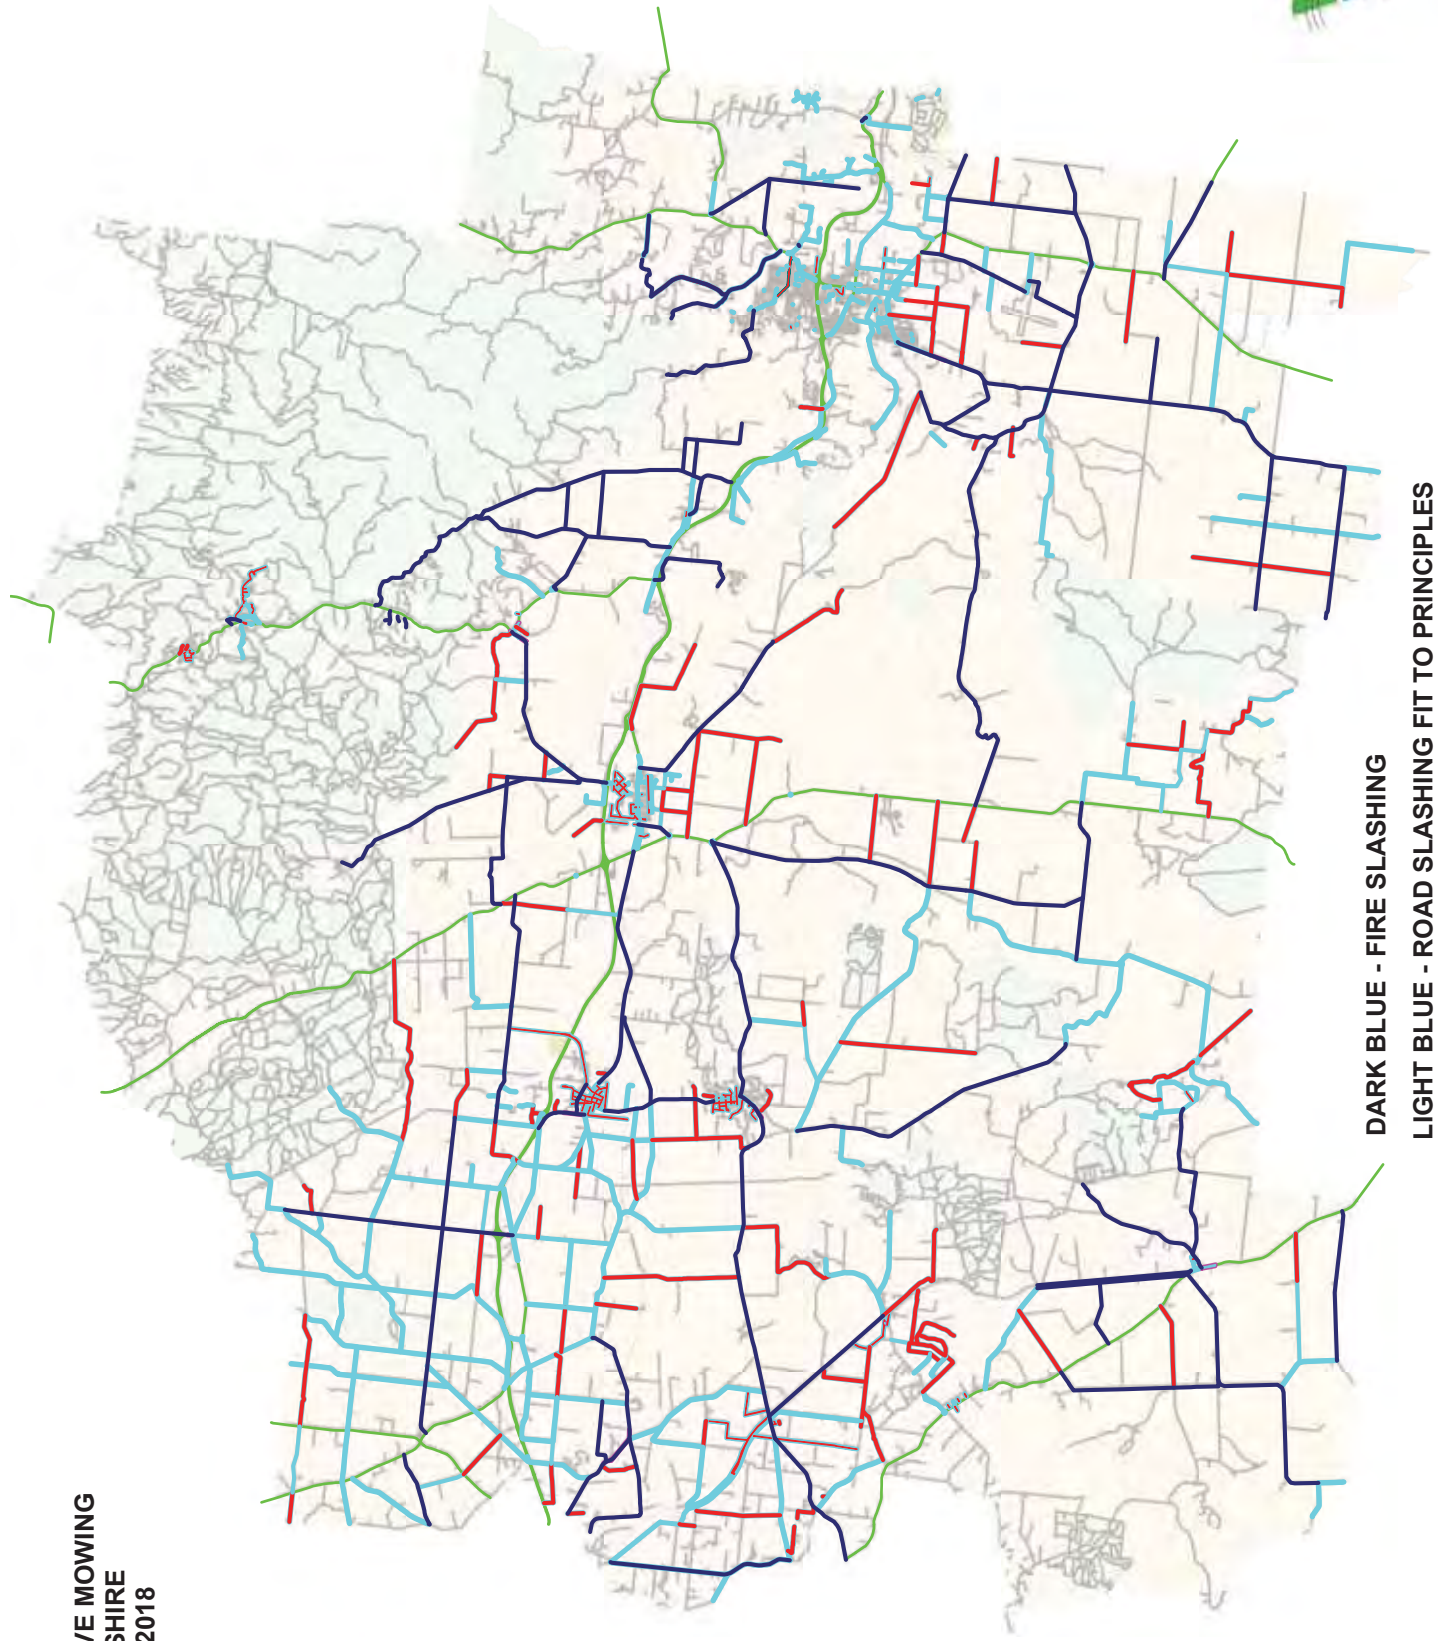 VE MOWING
SHIRE
2018
DARK BLUE - FIRE SLASHING
LIGHT BLUE - ROAD SLASHING FIT TO PRINCIPLES